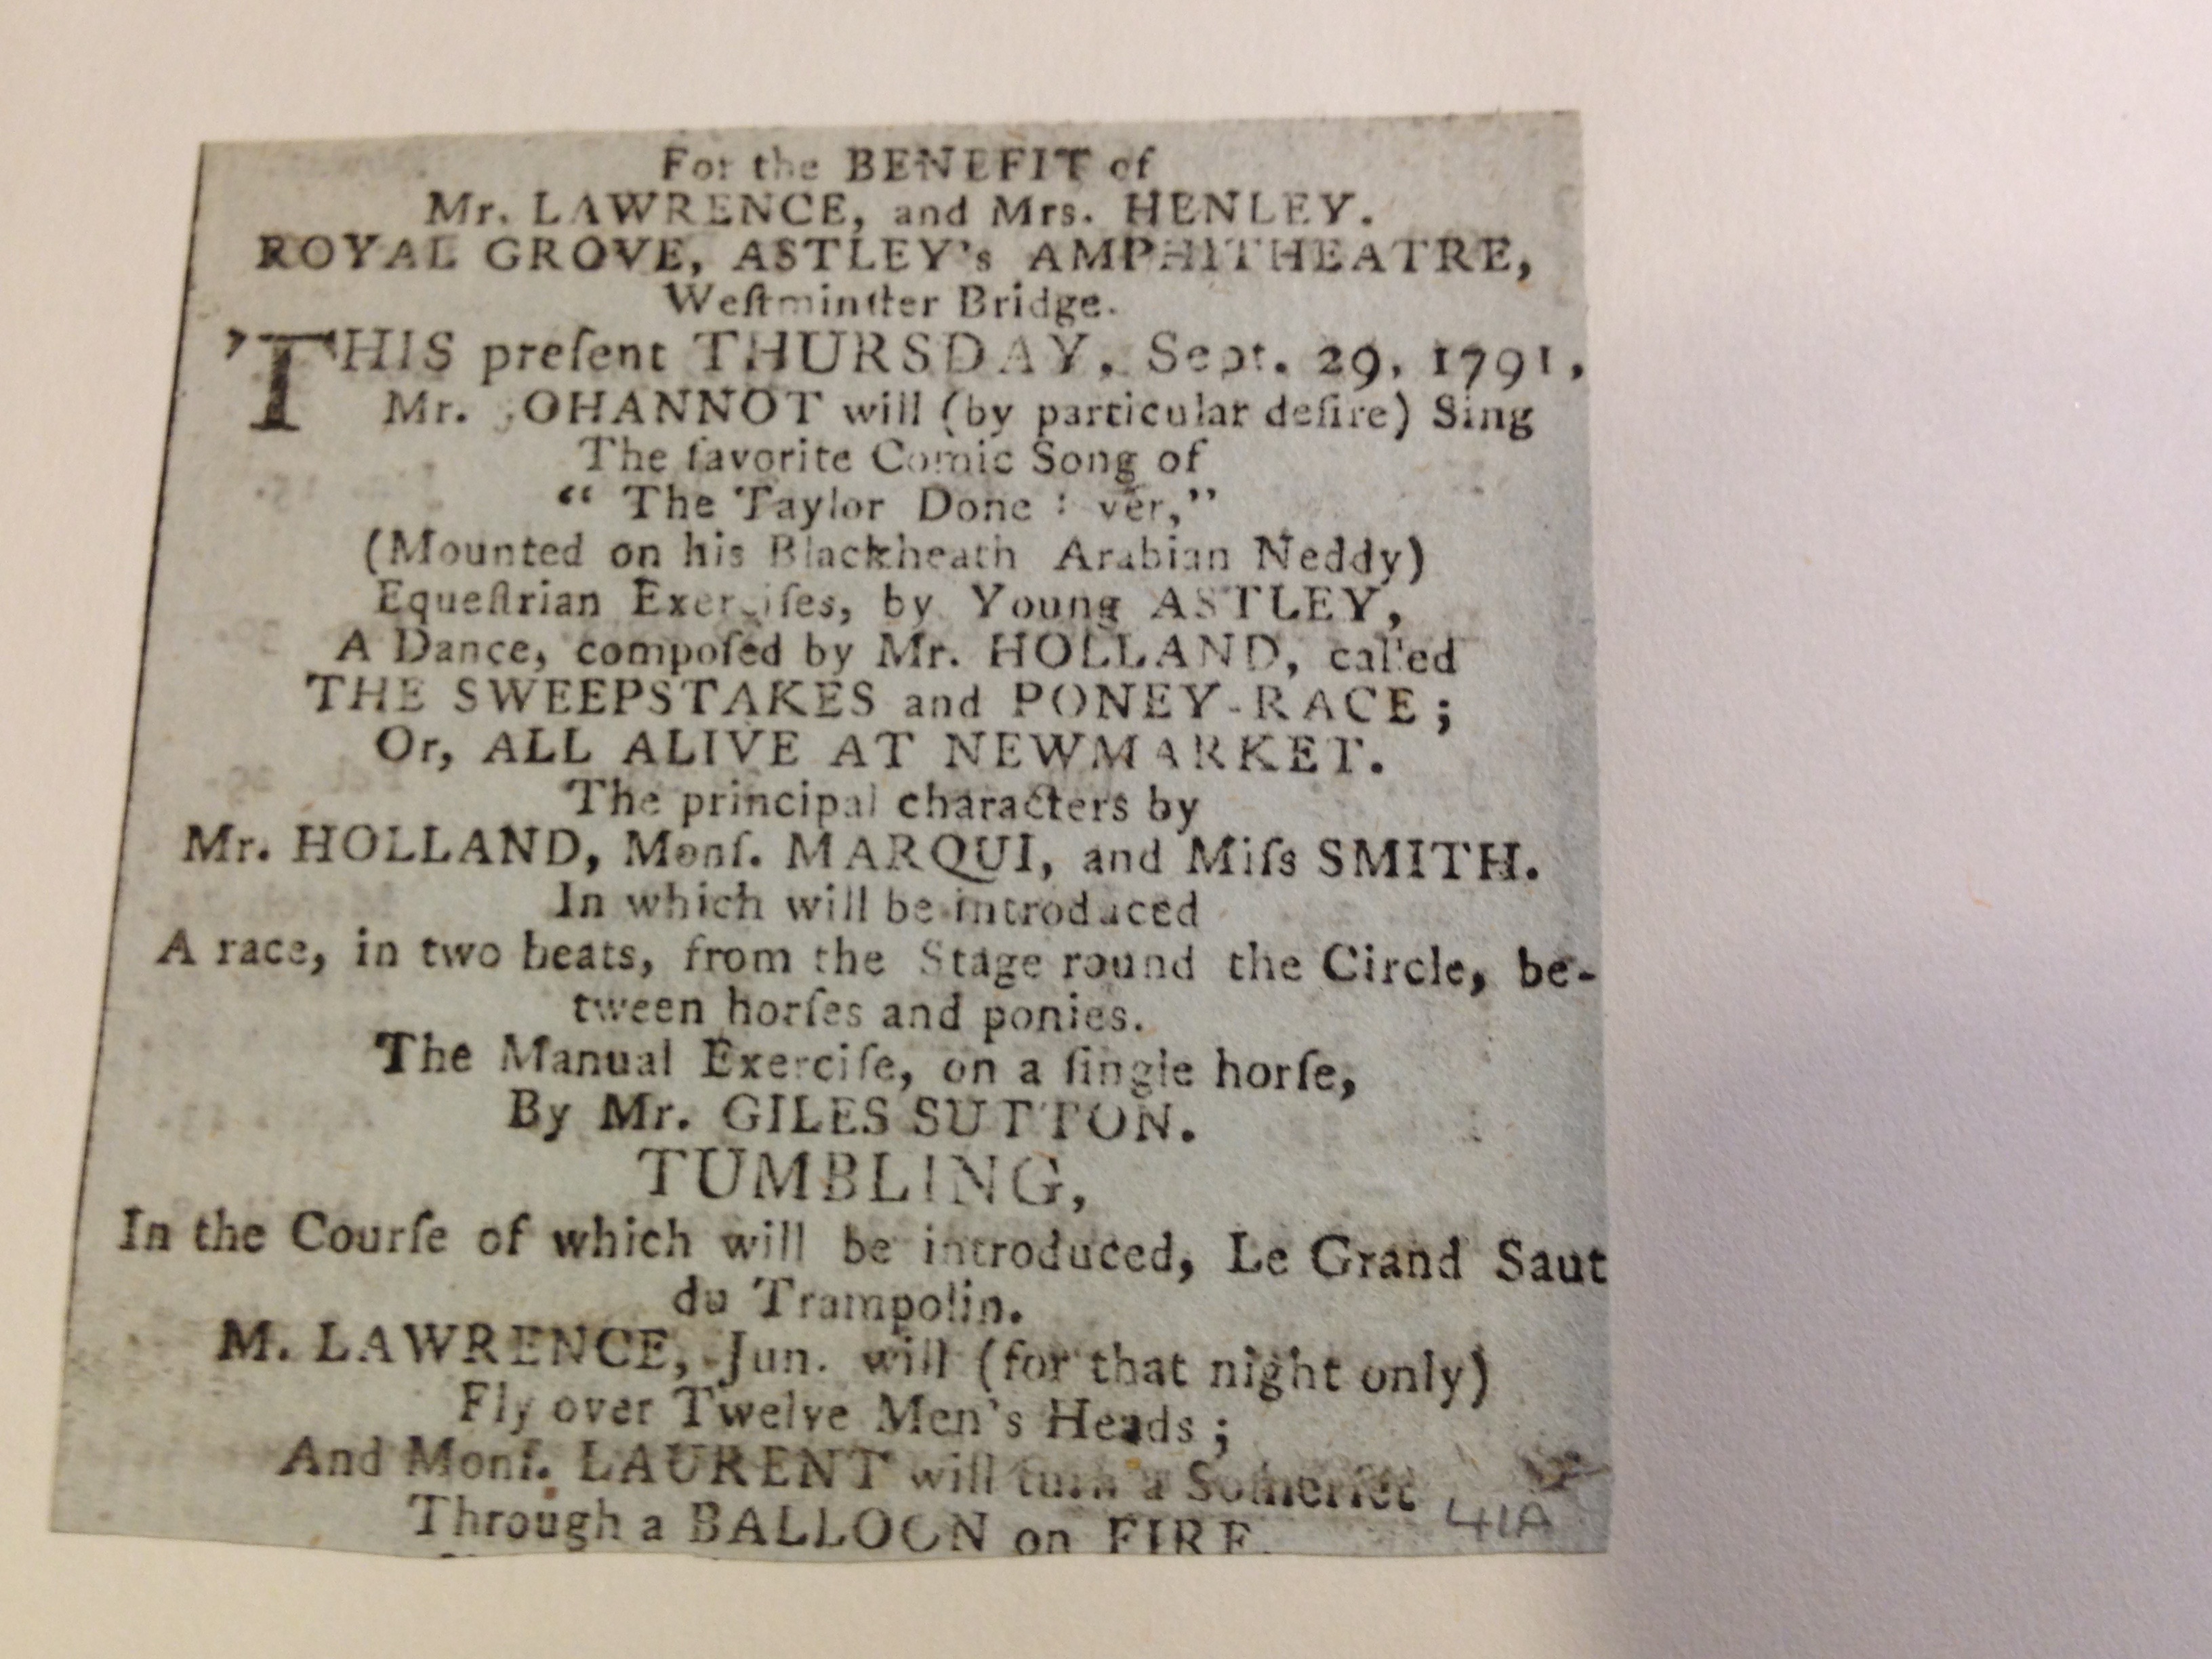 For the BENEFIT of
Mr. LAWRENCE, and Mrs. HENLEY.
ROYAL GROVE, ASTLEY's AMPHITHEATRE,
Weſtminſter Bridge.
'THIS preſent THURSDAY, Sept. 29, 1791,
Mr. JOHANNOT will (by particular deſire) Sing
The favorite Comic Song of
“ The Taylor Done : ver,”
(Mounted on his Blackheath Arabian Neddy)
Equeſtrian Exerciſes, by Young ASTLEY,
A Dance, compoſed by Mr. HOLLAND, called
THE SWEEPSTAKES and PONEY-RACE;
Or, ALL ALIVE AT NEWMARKET.
The principal characters by
Mr. HOLLAND, Monſ. MARQUI, and Miſs SMITH.
In which will be introduced
A race, in two heats, from the Stage round the Circle, be-
tween horſes and ponies.
The Manual Exerciſe, on a ſingle horſe,
By Mr. GILES SUTTON.
TUMBLING,
In the Courſe of which will be introduced, Le Grand Saut
du Trampolin.
M. LAWRENCE, Jun. will (for that night only)
Fly over Twelve Men's Heads;
And Monſ. LAURENT will turn a Somerſet
Through a BALLOON on FIRE.
41A